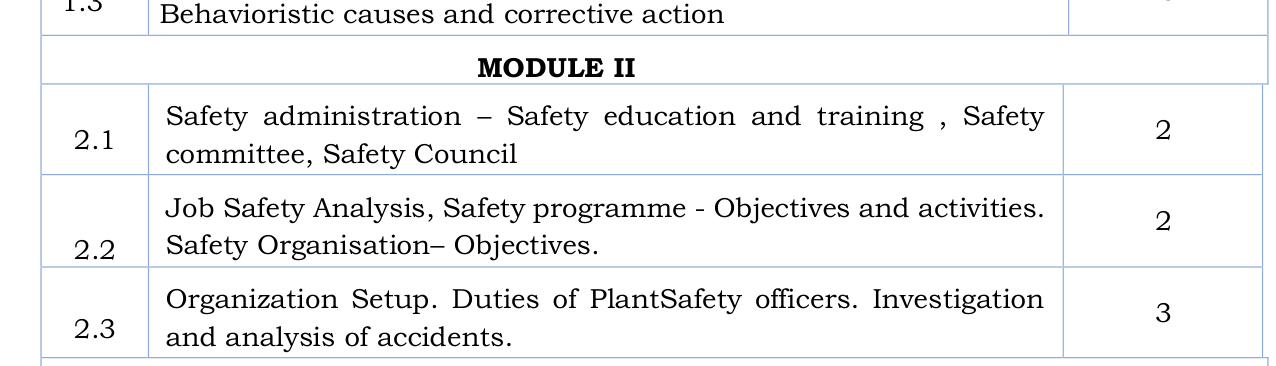 1.3
Behavioristic causes and corrective action
MODULE II
2.1
Safety administration – Safety education and training , Safety
committee, Safety Council
2
2.2
Job Safety Analysis, Safety programme - Objectives and activities.
Safety Organisation– Objectives.
2
2.3
Organization Setup. Duties of PlantSafety officers. Investigation
and analysis of accidents.
3